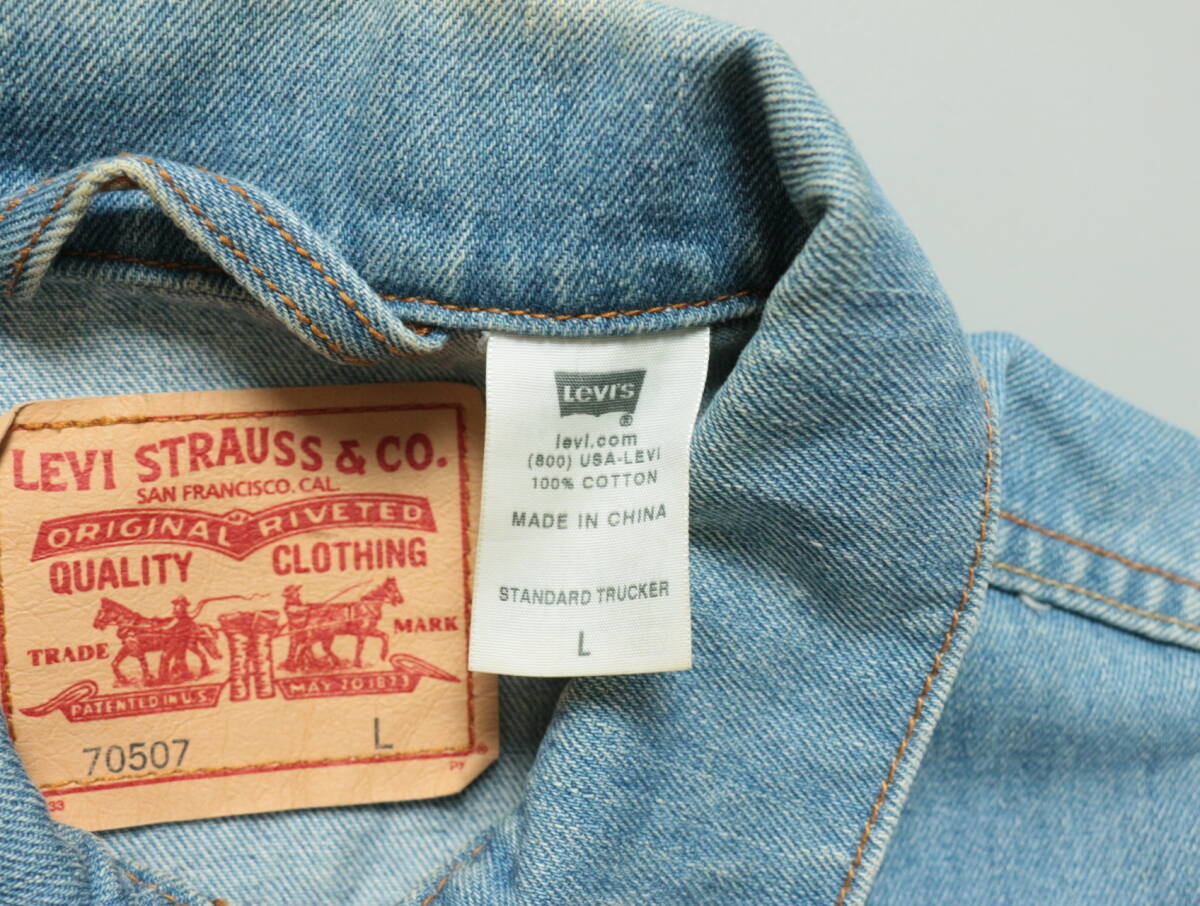 LEVI STRAUSS & CO.
SAN FRANCISCO. CAL.
ORIGINAL RIVETED
QUALITY CLOTHING
TRADE MARK
PATENTED IN U.S. MAY 20 1873
70507 L
33
LEVI'S
®
levi.com
(800) USA-LEVI
100% COTTON
MADE IN CHINA
STANDARD TRUCKER
L